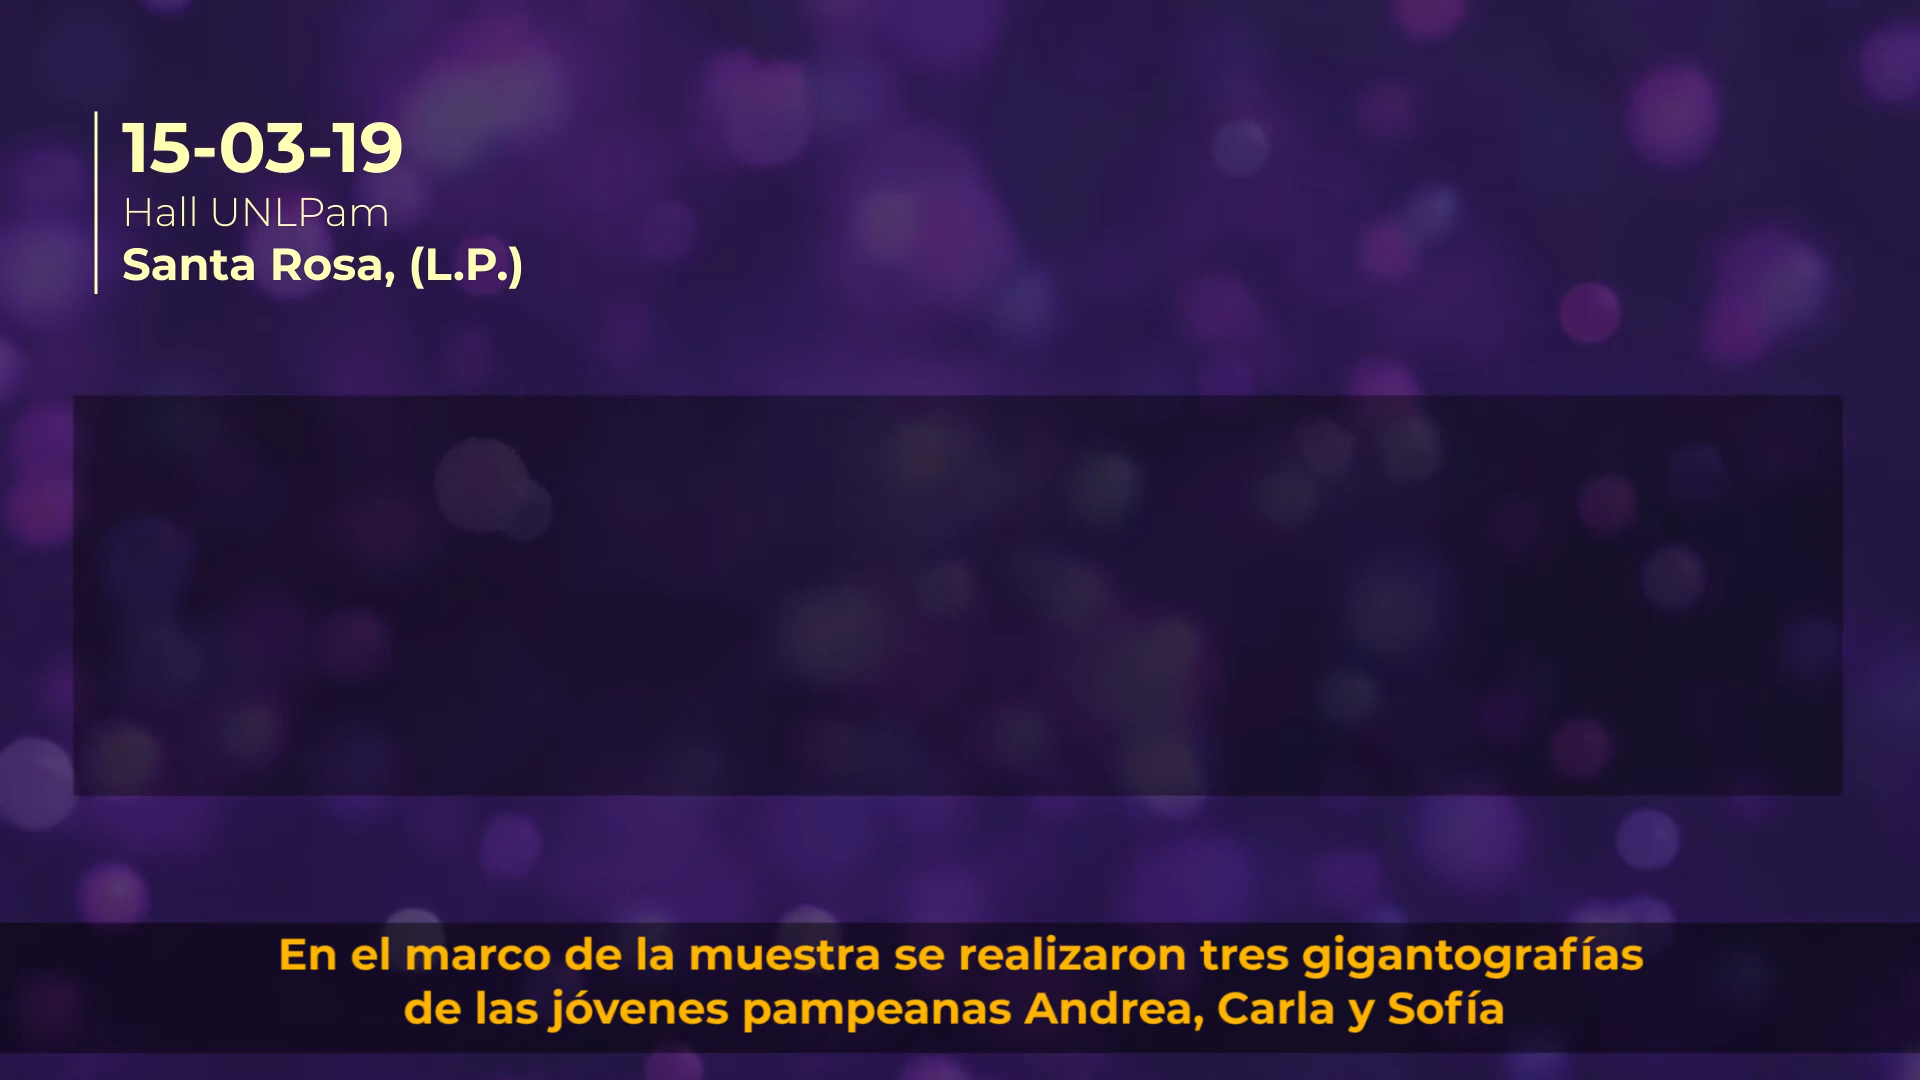 15-03-19
Hall UNLPam
Santa Rosa, (L.P.)
En el marco de la muestra se realizaron tres gigantografías
de las jóvenes pampeanas Andrea, Carla y Sofía